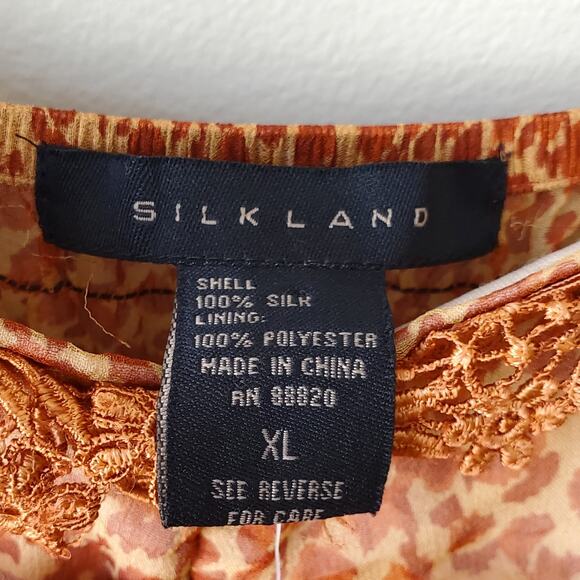 SILKLAND
SHELL
100% SILK
LINING:
100% POLYESTER
MADE IN CHINA
RN 88820
XL
SEE REVERSE
FOR CARE